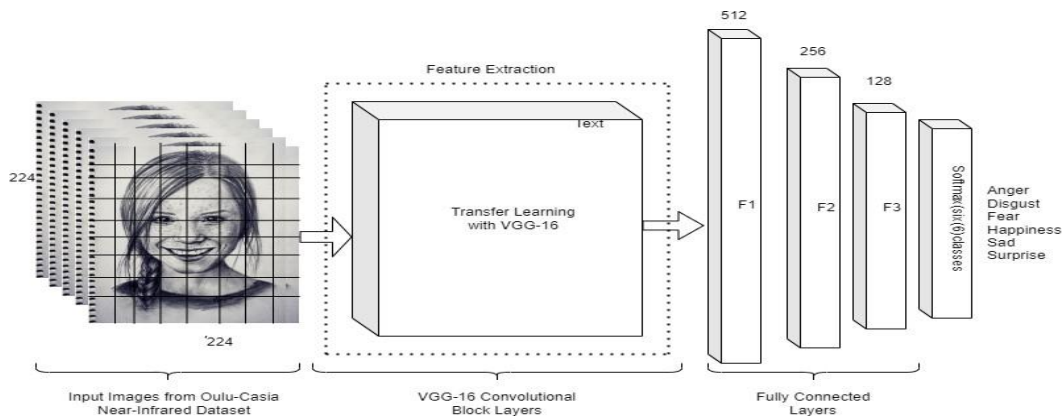 512
256
128
Feature Extraction
Text
224
Transfer Learning
with VGG-16
F1
F2
F3
Softmax(six(6)classes
Anger
Disgust
Fear
Happiness
Sad
Surprise
'224
Input Images from Oulu-Casia
Near-Infrared Dataset
VGG-16 Convolutional
Block Layers
Fully Connected
Layers